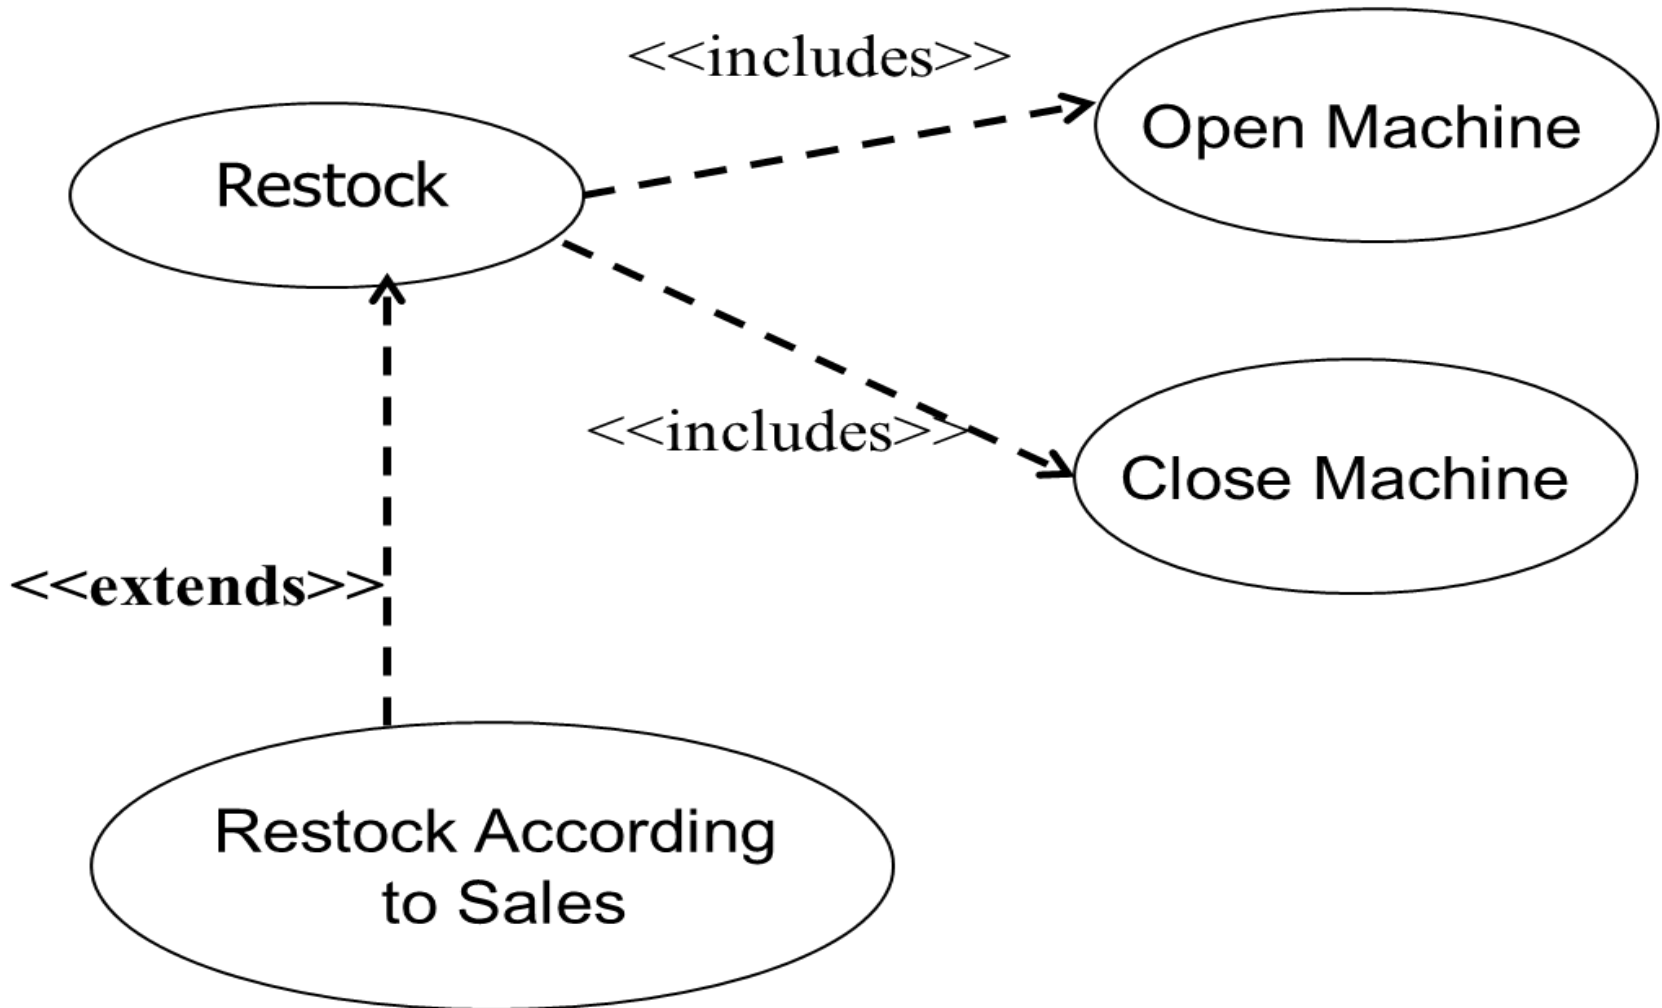 <<includes>>
Open Machine
Restock
<<includes>>
Close Machine
<<extends>>
Restock According
to Sales